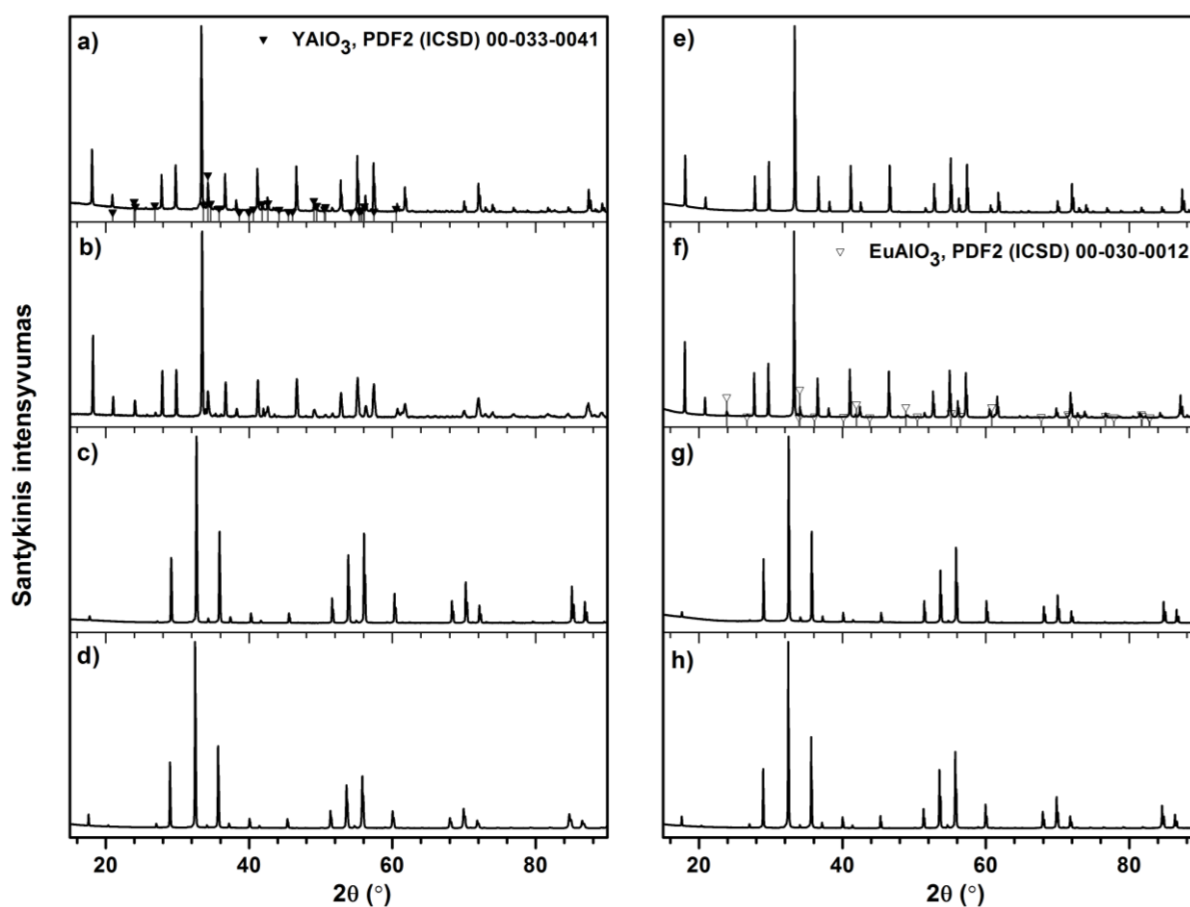 a)
YAlO3, PDF2 (ICSD) 00-033-0041
b)
c)
d)
e)
f)
EuAlO3, PDF2 (ICSD) 00-030-0012
g)
h)
Santykinis intensyvumas
20 40 60 80
2θ (°)
20 40 60 80
2θ (°)